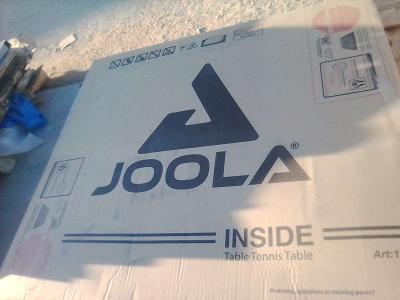 JOOLA®
INSIDE
Table Tennis Table
Art:1
Problems, questions or missing parts?